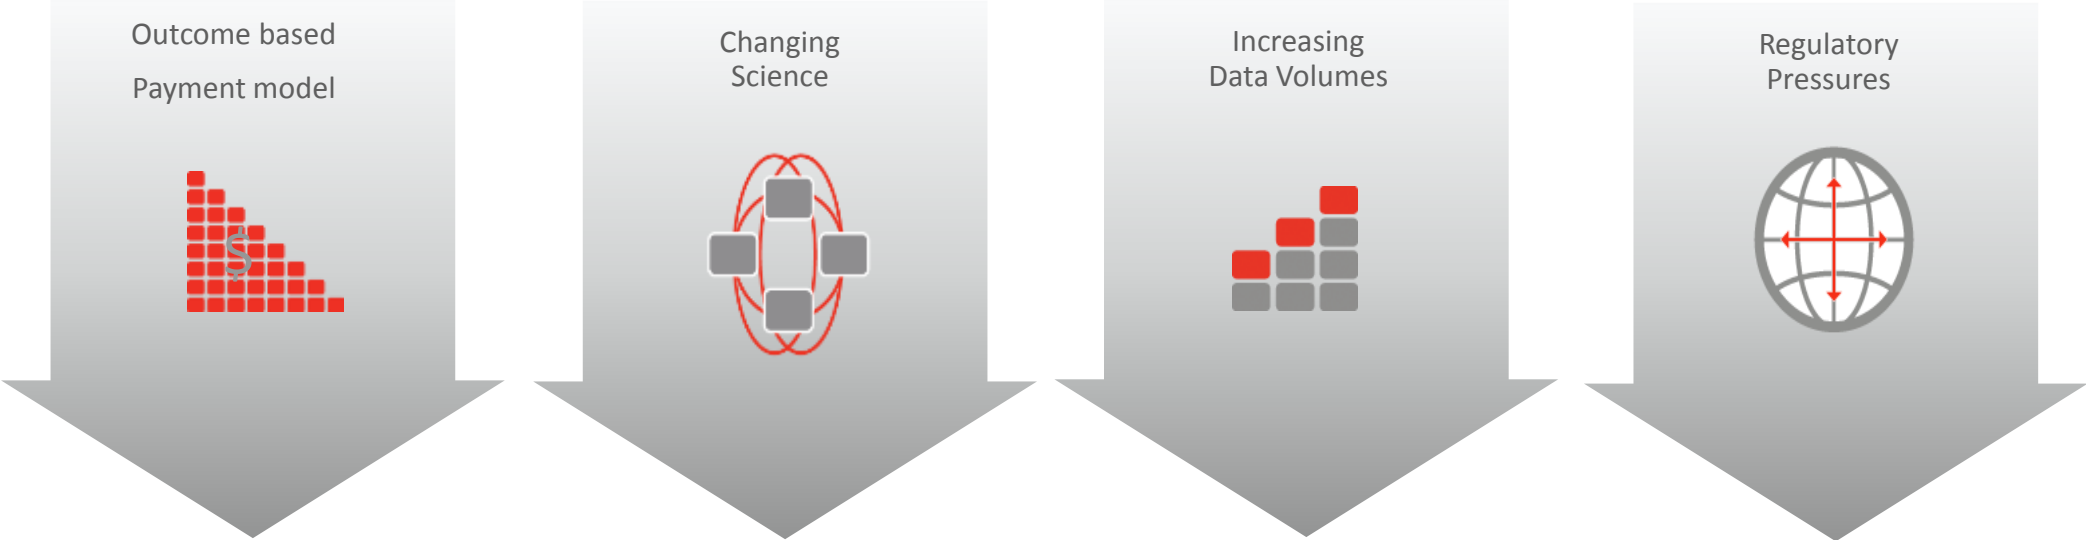 Outcome based
Payment model
Changing
Science
Increasing
Data Volumes
Regulatory
Pressures
$